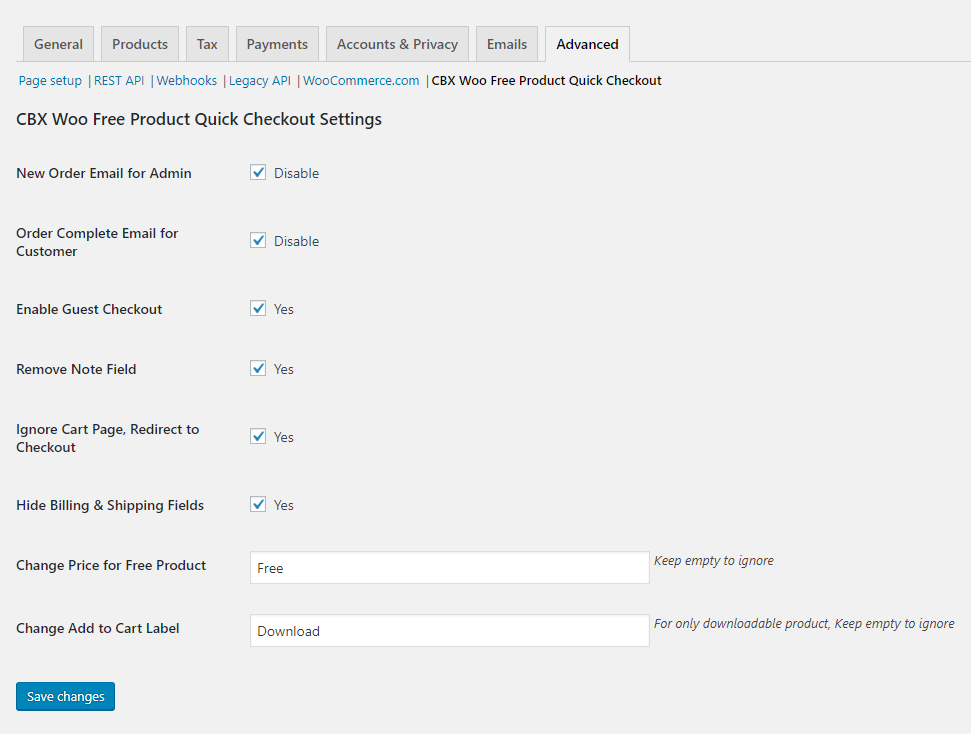 General Products Tax Payments Accounts & Privacy Emails Advanced
Page setup | REST API | Webhooks | Legacy API | WooCommerce.com | CBX Woo Free Product Quick Checkout
CBX Woo Free Product Quick Checkout Settings
New Order Email for Admin Disable
Order Complete Email for
Customer
Disable
Enable Guest Checkout Yes
Remove Note Field Yes
Ignore Cart Page, Redirect to
Checkout
Yes
Hide Billing & Shipping Fields Yes
Change Price for Free Product Free Keep empty to ignore
Change Add to Cart Label Download For only downloadable product, Keep empty to ignore
Save changes